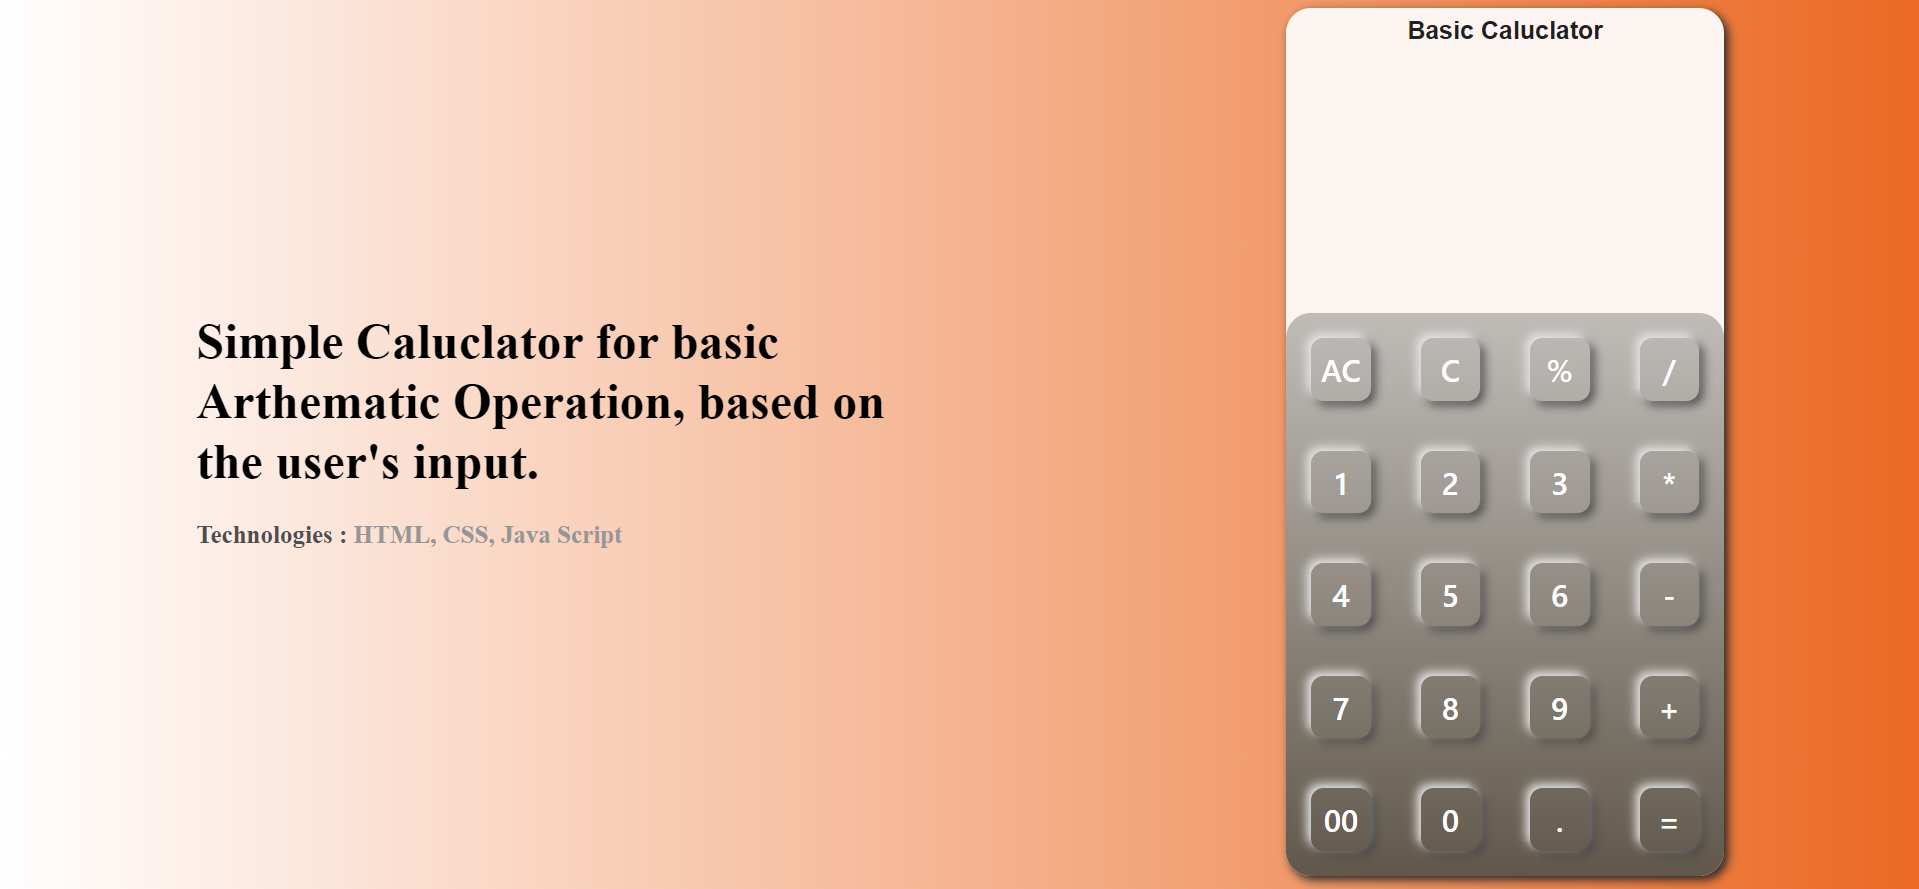 Basic Caluclator
Simple Caluclator for basic
Arthematic Operation, based on
the user's input.
Technologies : HTML, CSS, Java Script
AC C % /
1 2 3 *
4 5 6 -
7 8 9 +
00 0 . =